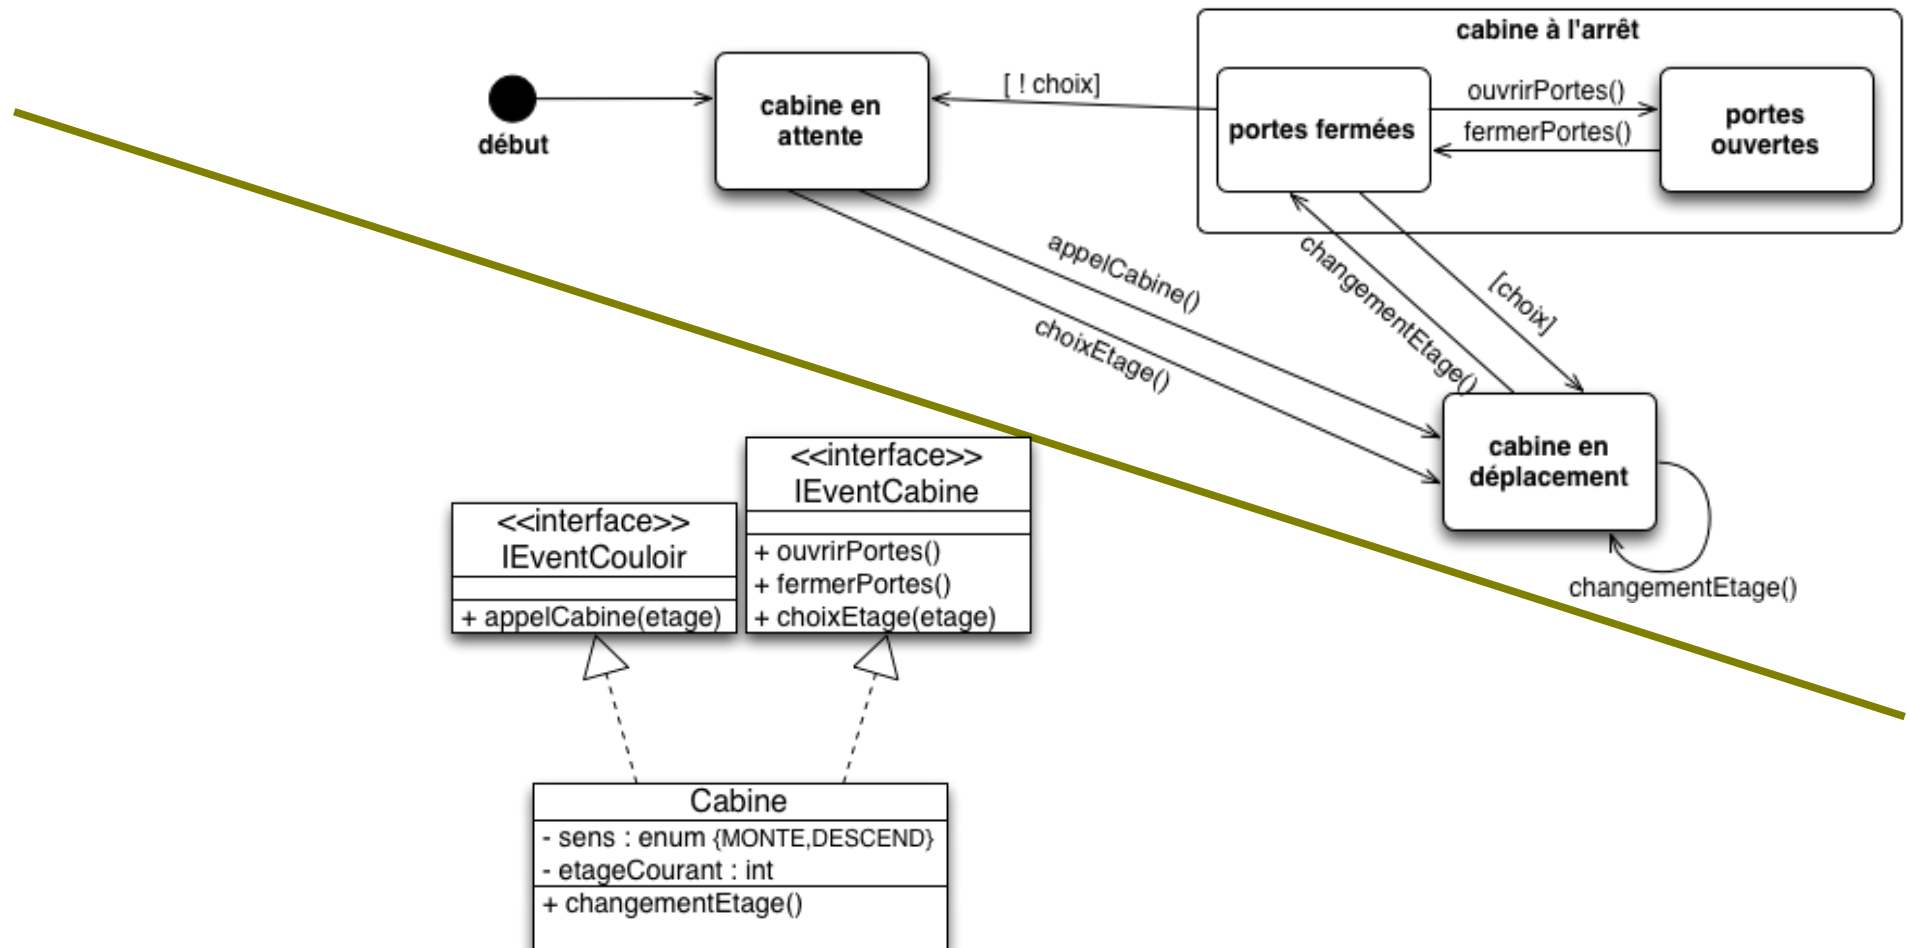 cabine à l'arrêt
début
cabine en
attente
[ ! choix]
portes fermées
ouvrirPortes()
fermerPortes()
portes
ouvertes
appelCabine()
choixEtage()
changementEtage()
[choix]
cabine en
déplacement
changementEtage()
<<interface>>
IEventCouloir
+ appelCabine(etage)
<<interface>>
IEventCabine
+ ouvrirPortes()
+ fermerPortes()
+ choixEtage(etage)
Cabine
- sens : enum {MONTE,DESCEND}
- etageCourant : int
+ changementEtage()